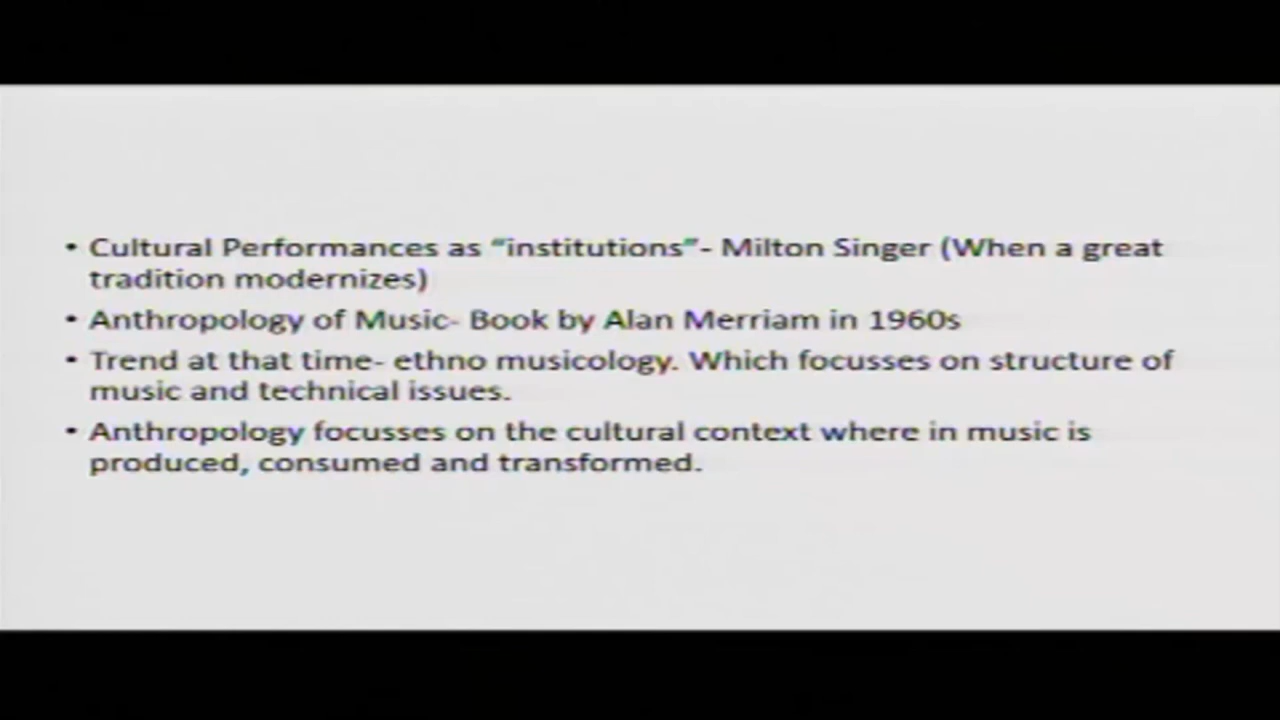 • Cultural Performances as "institutions"- Milton Singer (When a great
tradition modernizes)
• Anthropology of Music- Book by Alan Merriam in 1960s
• Trend at that time- ethno musicology. Which focusses on structure of
music and technical issues.
• Anthropology focusses on the cultural context where in music is
produced, consumed and transformed.